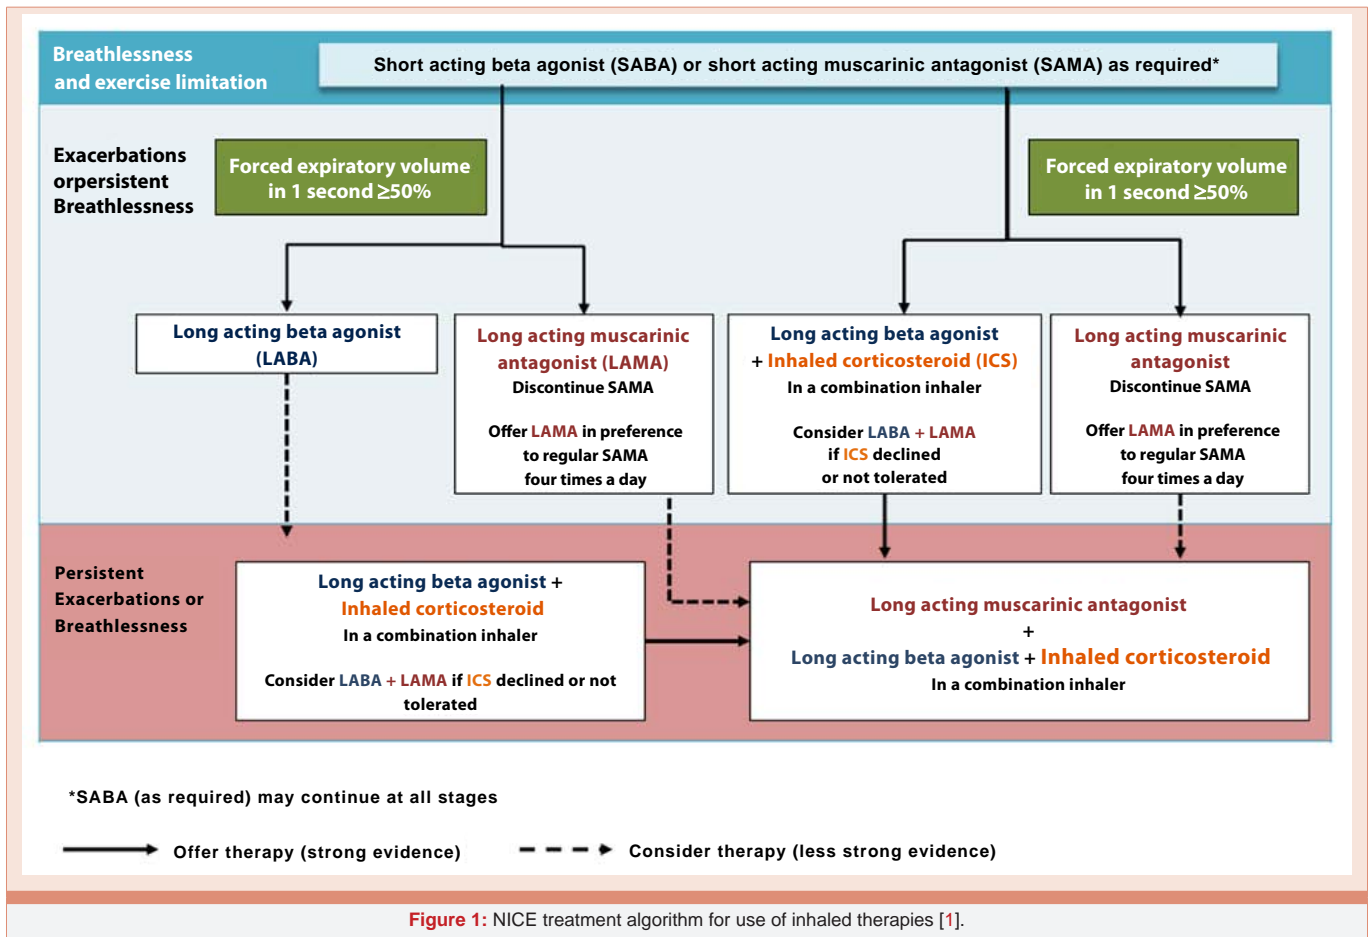 Breathlessness
and exercise limitation
Short acting beta agonist (SABA) or short acting muscarinic antagonist (SAMA) as required*
Exacerbations
orpersistent
Breathlessness
Forced expiratory volume
in 1 second ≥50%
Forced expiratory volume
in 1 second ≥50%
Long acting beta agonist
(LABA)
Long acting muscarinic
antagonist (LAMA)
Discontinue SAMA
Offer LAMA in preference
to regular SAMA
four times a day
Long acting beta agonist
+ Inhaled corticosteroid (ICS)
In a combination inhaler
Consider LABA + LAMA
if ICS declined
or not tolerated
Long acting muscarinic
antagonist
Discontinue SAMA
Offer LAMA in preference
to regular SAMA
four times a day
Persistent
Exacerbations or
Breathlessness
Long acting beta agonist +
Inhaled corticosteroid
In a combination inhaler
Consider LABA + LAMA if ICS declined or not
tolerated
Long acting muscarinic antagonist
+
Long acting beta agonist + Inhaled corticosteroid
In a combination inhaler
*SABA (as required) may continue at all stages
Offer therapy (strong evidence)
Consider therapy (less strong evidence)
Figure 1: NICE treatment algorithm for use of inhaled therapies [1].